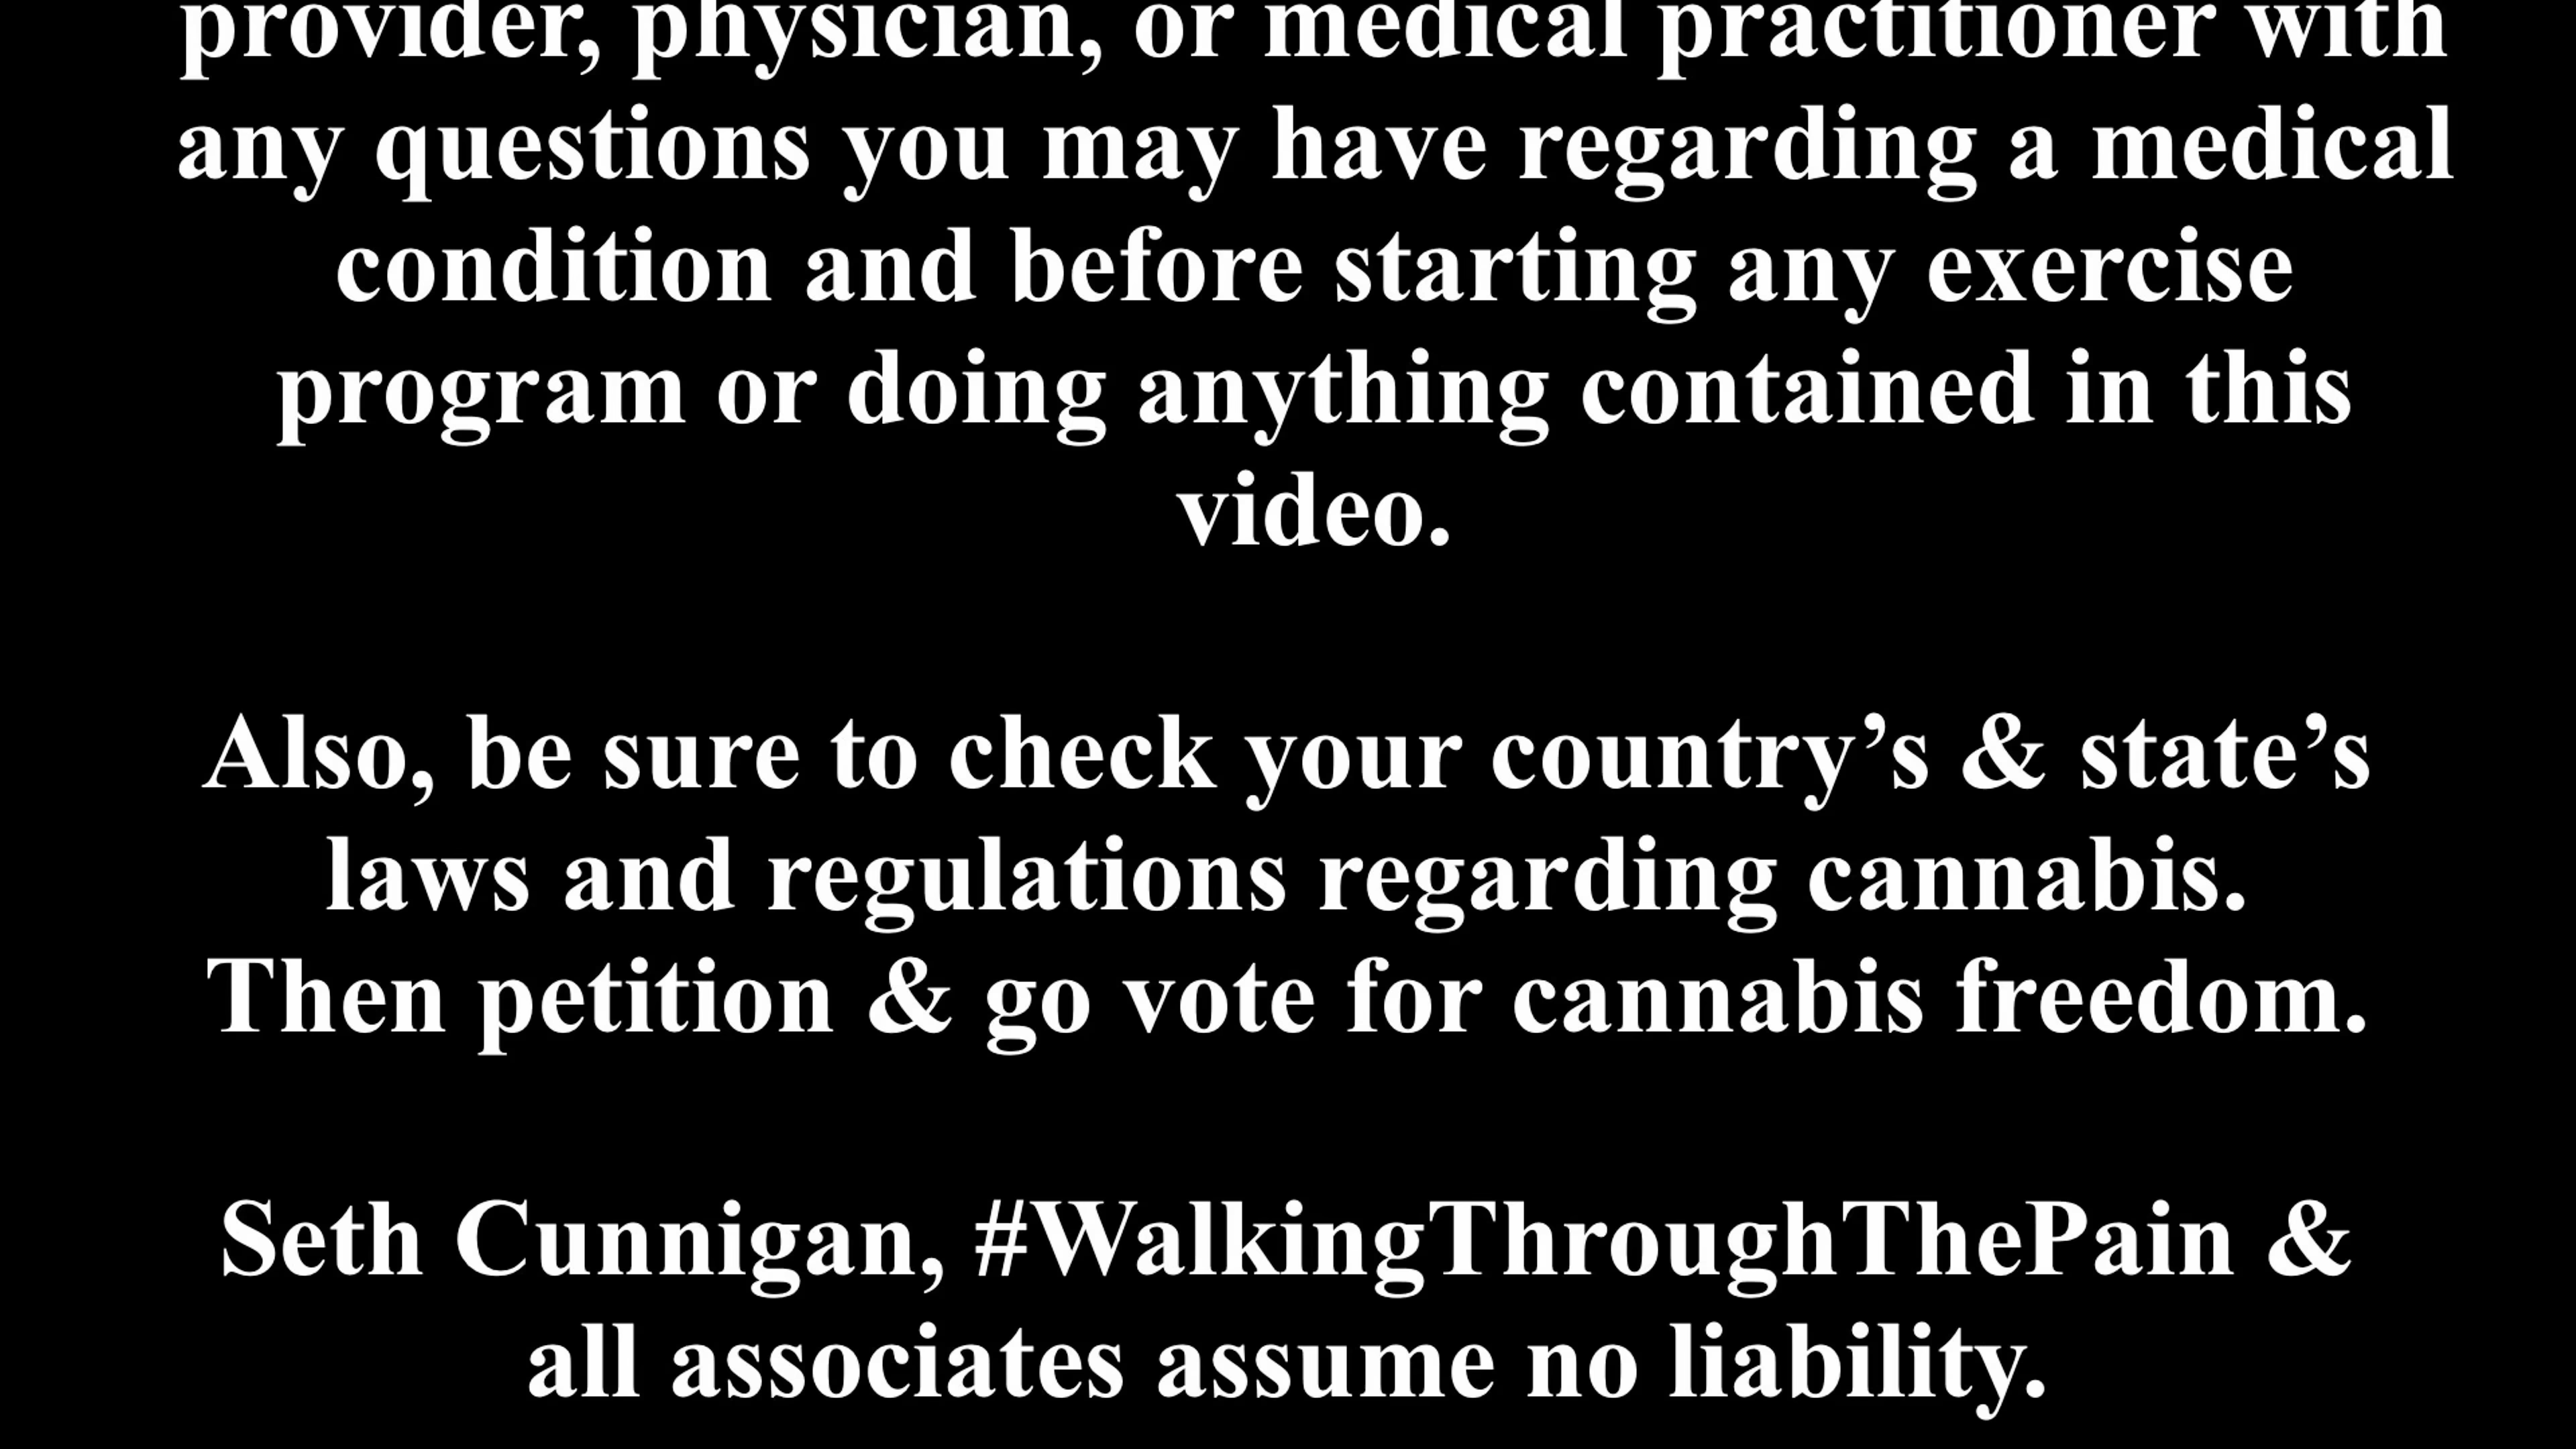 provider, physician, or medical practitioner with
any questions you may have regarding a medical
condition and before starting any exercise
program or doing anything contained in this
video.
Also, be sure to check your country’s & state’s
laws and regulations regarding cannabis.
Then petition & go vote for cannabis freedom.
Seth Cunnigan, #WalkingThroughThePain &
all associates assume no liability.